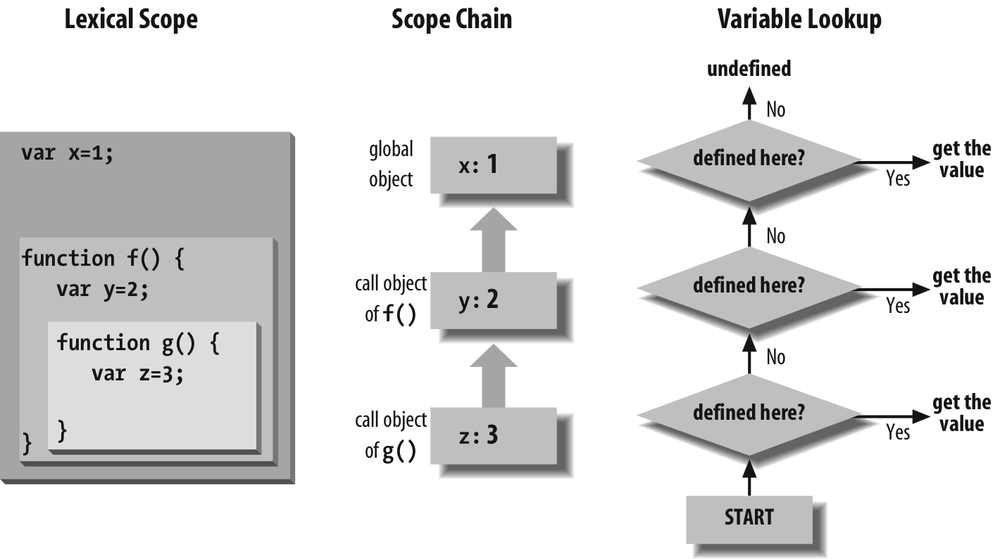 Lexical Scope
var x=1;
function f() {
var y=2;
function g() {
var z=3;
}
}
Scope Chain
global
object
x: 1
call object
of f()
y: 2
call object
of g()
z: 3
Variable Lookup
undefined
No
defined here?
Yes
get the
value
No
defined here?
Yes
get the
value
No
defined here?
Yes
get the
value
START